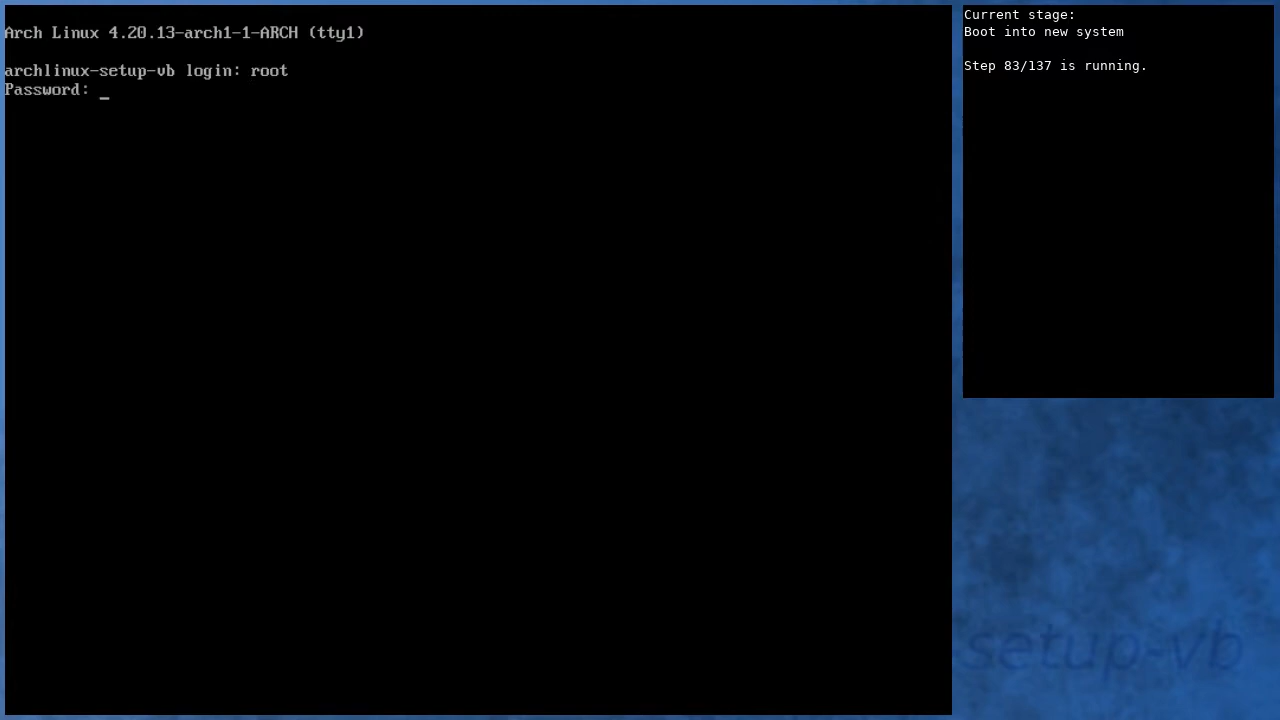 Arch Linux 4.20.13-arch1-1-ARCH (tty1)
archlinux-setup-vb login: root
Password: _
Current stage:
Boot into new system
Step 83/137 is running.
setup-vb